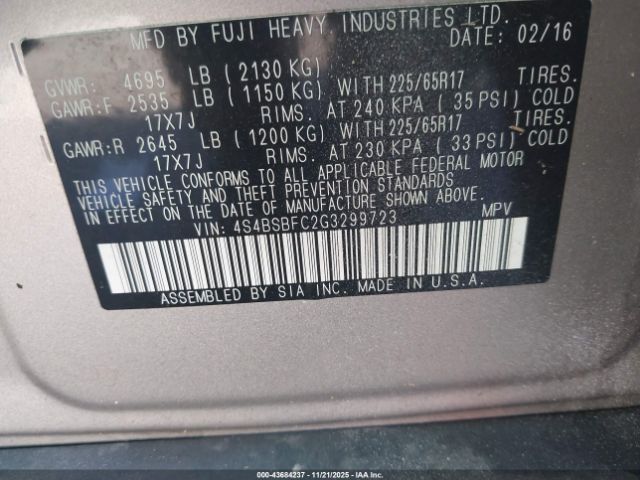 MFD BY FUJI HEAVY INDUSTRIES LTD.
DATE: 02/16
GVWR: 4695 LB (2130 KG)
GAWR:F 2535 LB (1150 KG) WITH 225/65R17 TIRES.
17X7J RIMS. AT 240 KPA (35 PSI) COLD
GAWR:R 2645 LB (1200 KG) WITH 225/65R17 TIRES.
17X7J RIMS. AT 230 KPA (33 PSI) COLD
THIS VEHICLE CONFORMS TO ALL APPLICABLE FEDERAL MOTOR
VEHICLE SAFETY AND THEFT PREVENTION STANDARDS
IN EFFECT ON THE DATE OF MANUFACTURE SHOWN ABOVE.
VIN: 4S4BSBFC2G3299723 MPV
ASSEMBLED BY SIA INC. MADE IN U.S.A.
000-43684237 - 11/21/2025 - COPYRIGHT © IAA